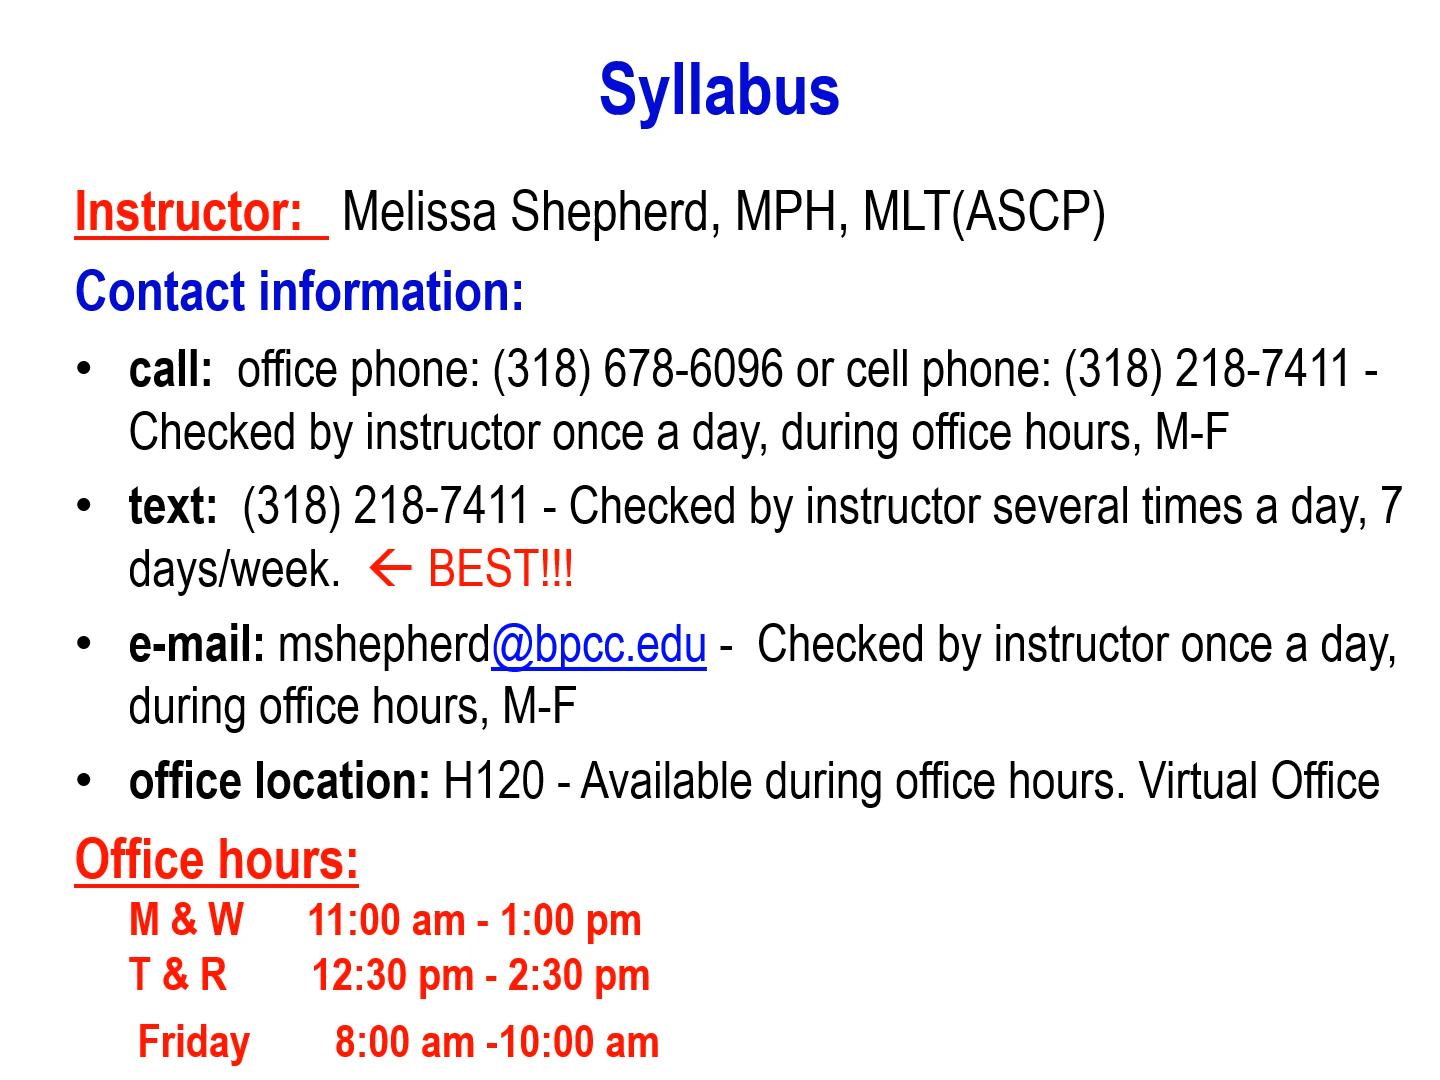 Syllabus
Instructor: Melissa Shepherd, MPH, MLT(ASCP)
Contact information:
• call: office phone: (318) 678-6096 or cell phone: (318) 218-7411 -
Checked by instructor once a day, during office hours, M-F
• text: (318) 218-7411 - Checked by instructor several times a day, 7
days/week. ← BEST!!!
• e-mail: mshepherd@bpcc.edu - Checked by instructor once a day,
during office hours, M-F
• office location: H120 - Available during office hours. Virtual Office
Office hours:
M & W 11:00 am - 1:00 pm
T & R 12:30 pm - 2:30 pm
Friday 8:00 am -10:00 am